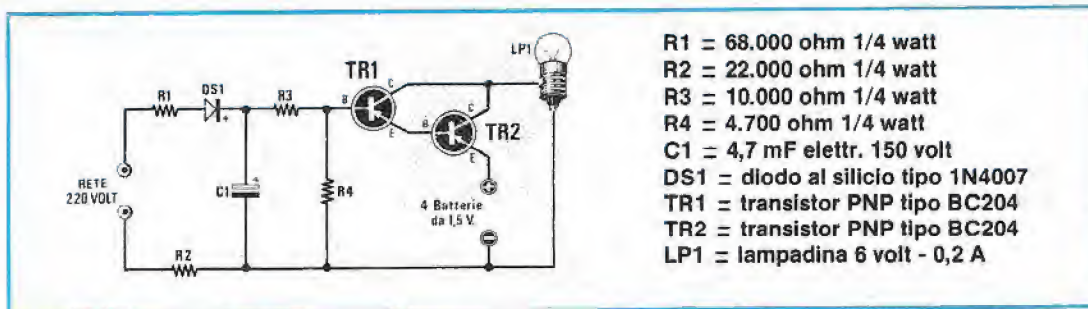 LP1
TR1
C
DS1
R1
R3
B
C
TR2
E
B
E
RETE
220 VOLT
C1
R4
4 Batterie
da 1,5 V.
R2
R1 = 68.000 ohm 1/4 watt
R2 = 22.000 ohm 1/4 watt
R3 = 10.000 ohm 1/4 watt
R4 = 4.700 ohm 1/4 watt
C1 = 4,7 mF elettr. 150 volt
DS1 = diodo al silicio tipo 1N4007
TR1 = transistor PNP tipo BC204
TR2 = transistor PNP tipo BC204
LP1 = lampadina 6 volt - 0,2 A